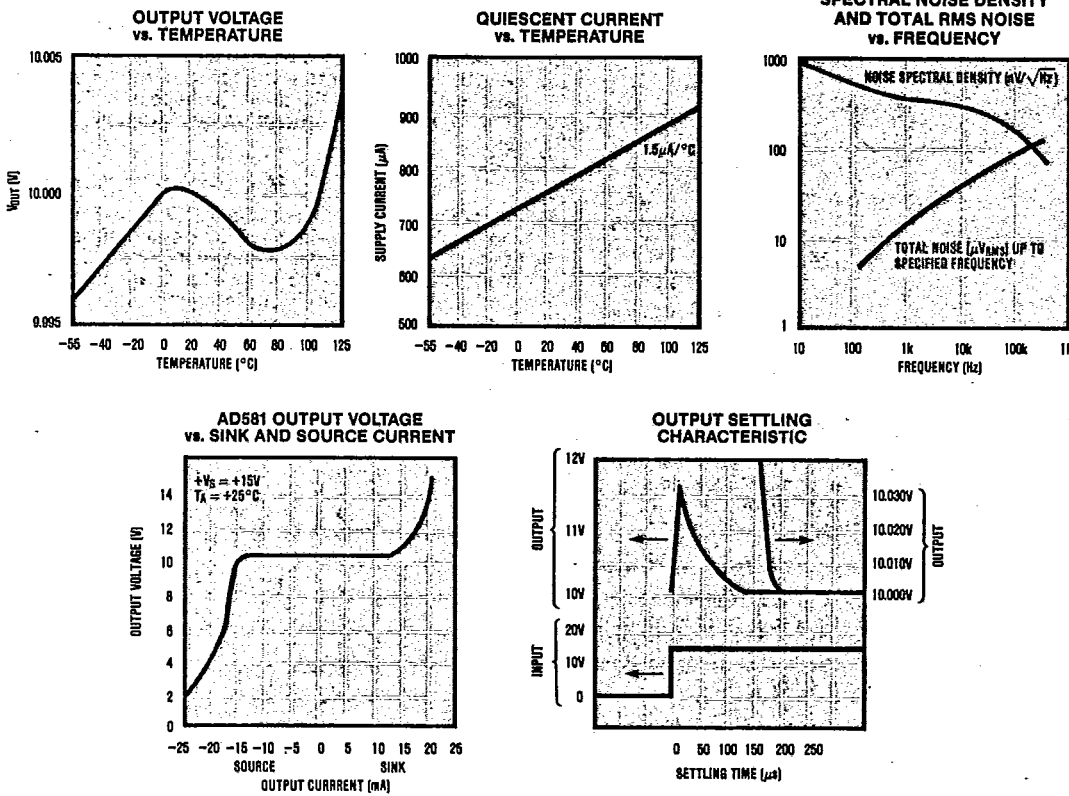 OUTPUT VOLTAGE
vs. TEMPERATURE
10.005
10.000
9.995
VOUT (V)
-55 -40 -20 0 20 40 60 80 100 125
TEMPERATURE (°C)
QUIESCENT CURRENT
vs. TEMPERATURE
1000
900
800
700
600
500
SUPPLY CURRENT (μA)
1.5μA/°C
-55 -40 -20 0 20 40 60 80 100 125
TEMPERATURE (°C)
SPECTRAL NOISE DENSITY
AND TOTAL RMS NOISE
vs. FREQUENCY
1000
100
10
1
NOISE SPECTRAL DENSITY (nV/√Hz)
TOTAL NOISE (μVRMS) UP TO
SPECIFIED FREQUENCY
10 100 1k 10k 100k
FREQUENCY (Hz)
AD581 OUTPUT VOLTAGE
vs. SINK AND SOURCE CURRENT
+VS = +15V
TA = +25°C
14
12
10
8
6
4
2
0
OUTPUT VOLTAGE (V)
-25 -20 -15 -10 -5 0 5 10 15 20 25
SOURCE SINK
OUTPUT CURRRENT (mA)
OUTPUT SETTLING
CHARACTERISTIC
12V
11V
10V
OUTPUT
20V
10V
0
INPUT
10.030V
10.020V
10.010V
10.000V
OUTPUT
0 50 100 150 200 250
SETTLING TIME (μs)